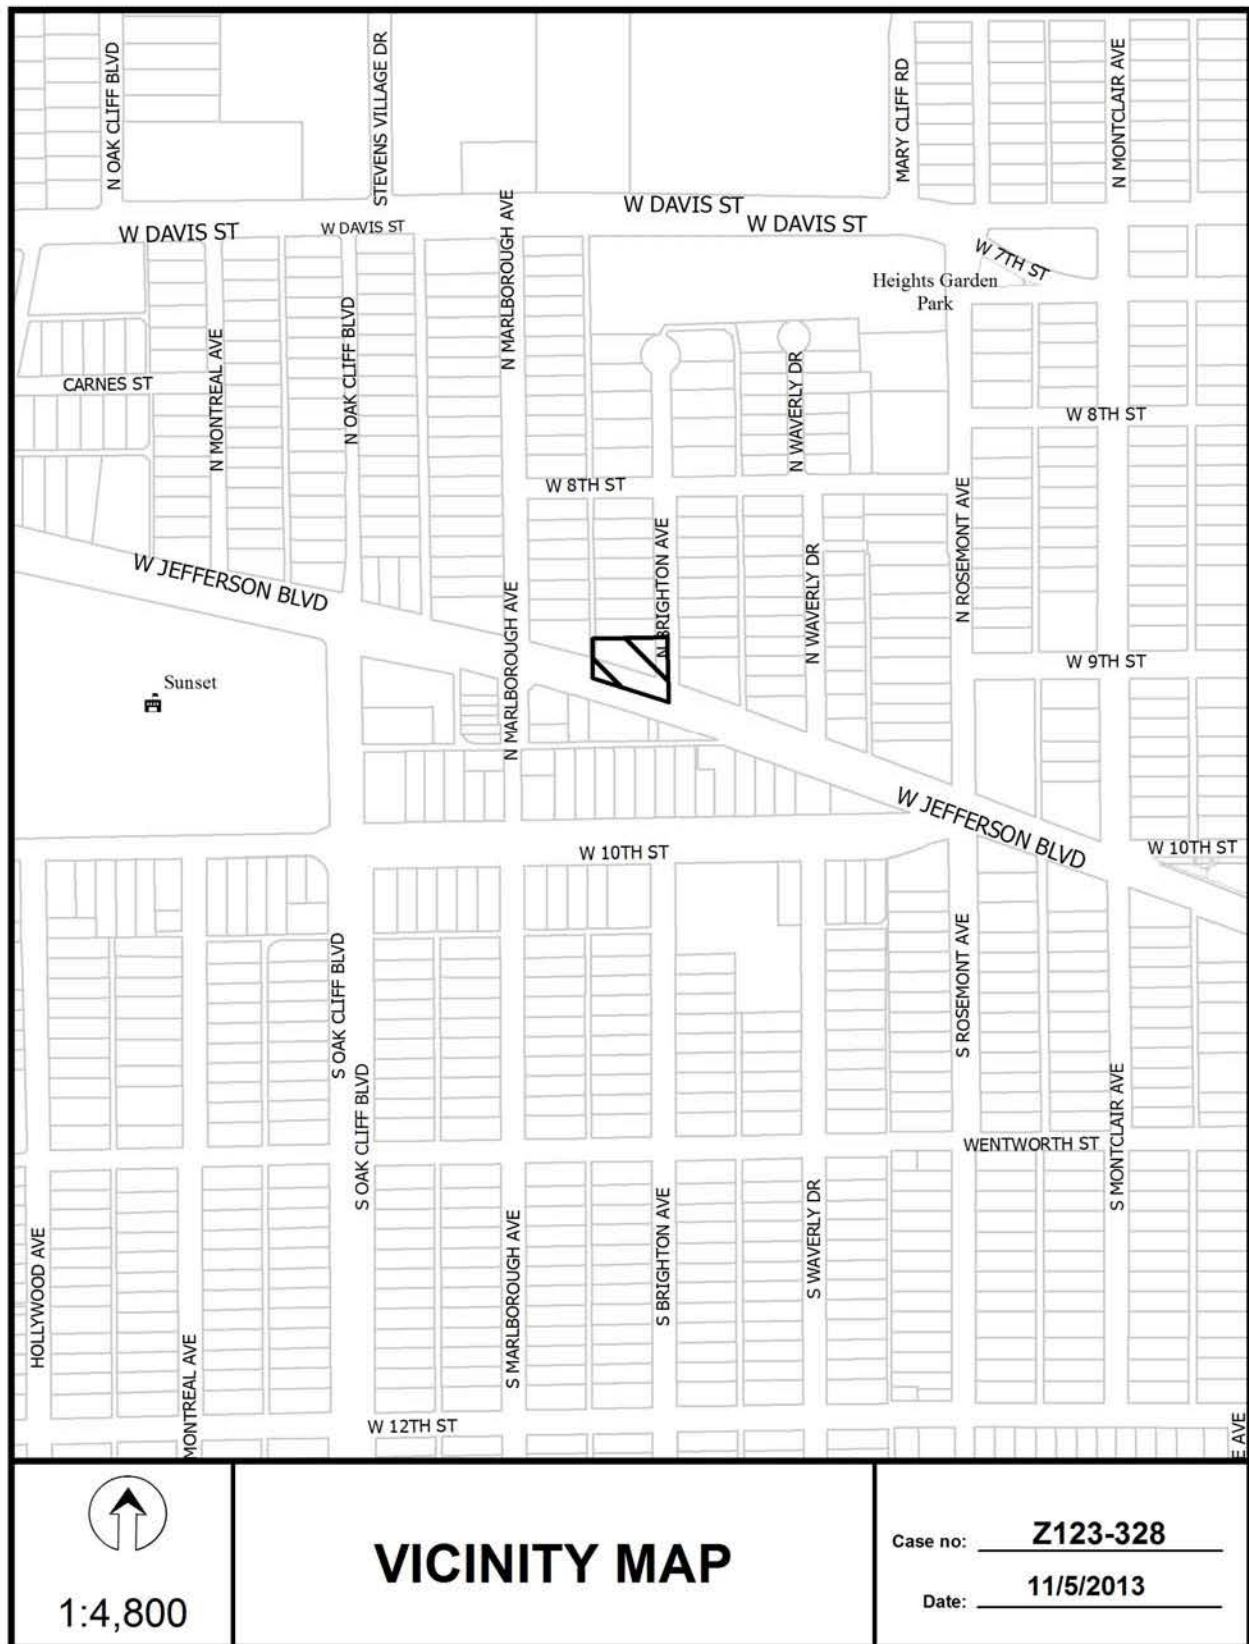 N OAK CLIFF BLVD
STEVENS VILLAGE DR
MARY CLIFF RD
N MONTCLAIR AVE
W DAVIS ST
W DAVIS ST
N MARLBOROUGH AVE
W DAVIS ST
W DAVIS ST
W 7TH ST
Heights Garden
Park
CARNES ST
N MONTREAL AVE
N OAK CLIFF BLVD
N WAVERLY DR
W 8TH ST
W 8TH ST
N ROSEMONT AVE
N BRIGHTON AVE
N WAVERLY DR
W JEFFERSON BLVD
N MARLBOROUGH AVE
W 9TH ST
Sunset
W JEFFERSON BLVD
W 10TH ST
W 10TH ST
S OAK CLIFF BLVD
S ROSEMONT AVE
S OAK CLIFF BLVD
S MONTCLAIR AVE
WENTWORTH ST
HOLLYWOOD AVE
S MARLBOROUGH AVE
S BRIGHTON AVE
S WAVERLY DR
MONTREAL AVE
W 12TH ST
E AVE
1:4,800
VICINITY MAP
Case no: Z123-328
Date: 11/5/2013